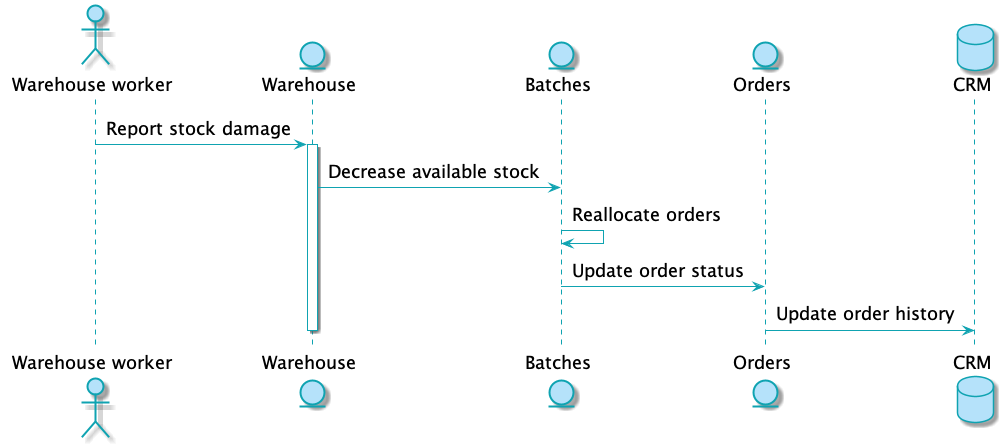 Warehouse worker
Warehouse
Batches
Orders
CRM
Report stock damage
Decrease available stock
Reallocate orders
Update order status
Update order history
Warehouse worker
Warehouse
Batches
Orders
CRM